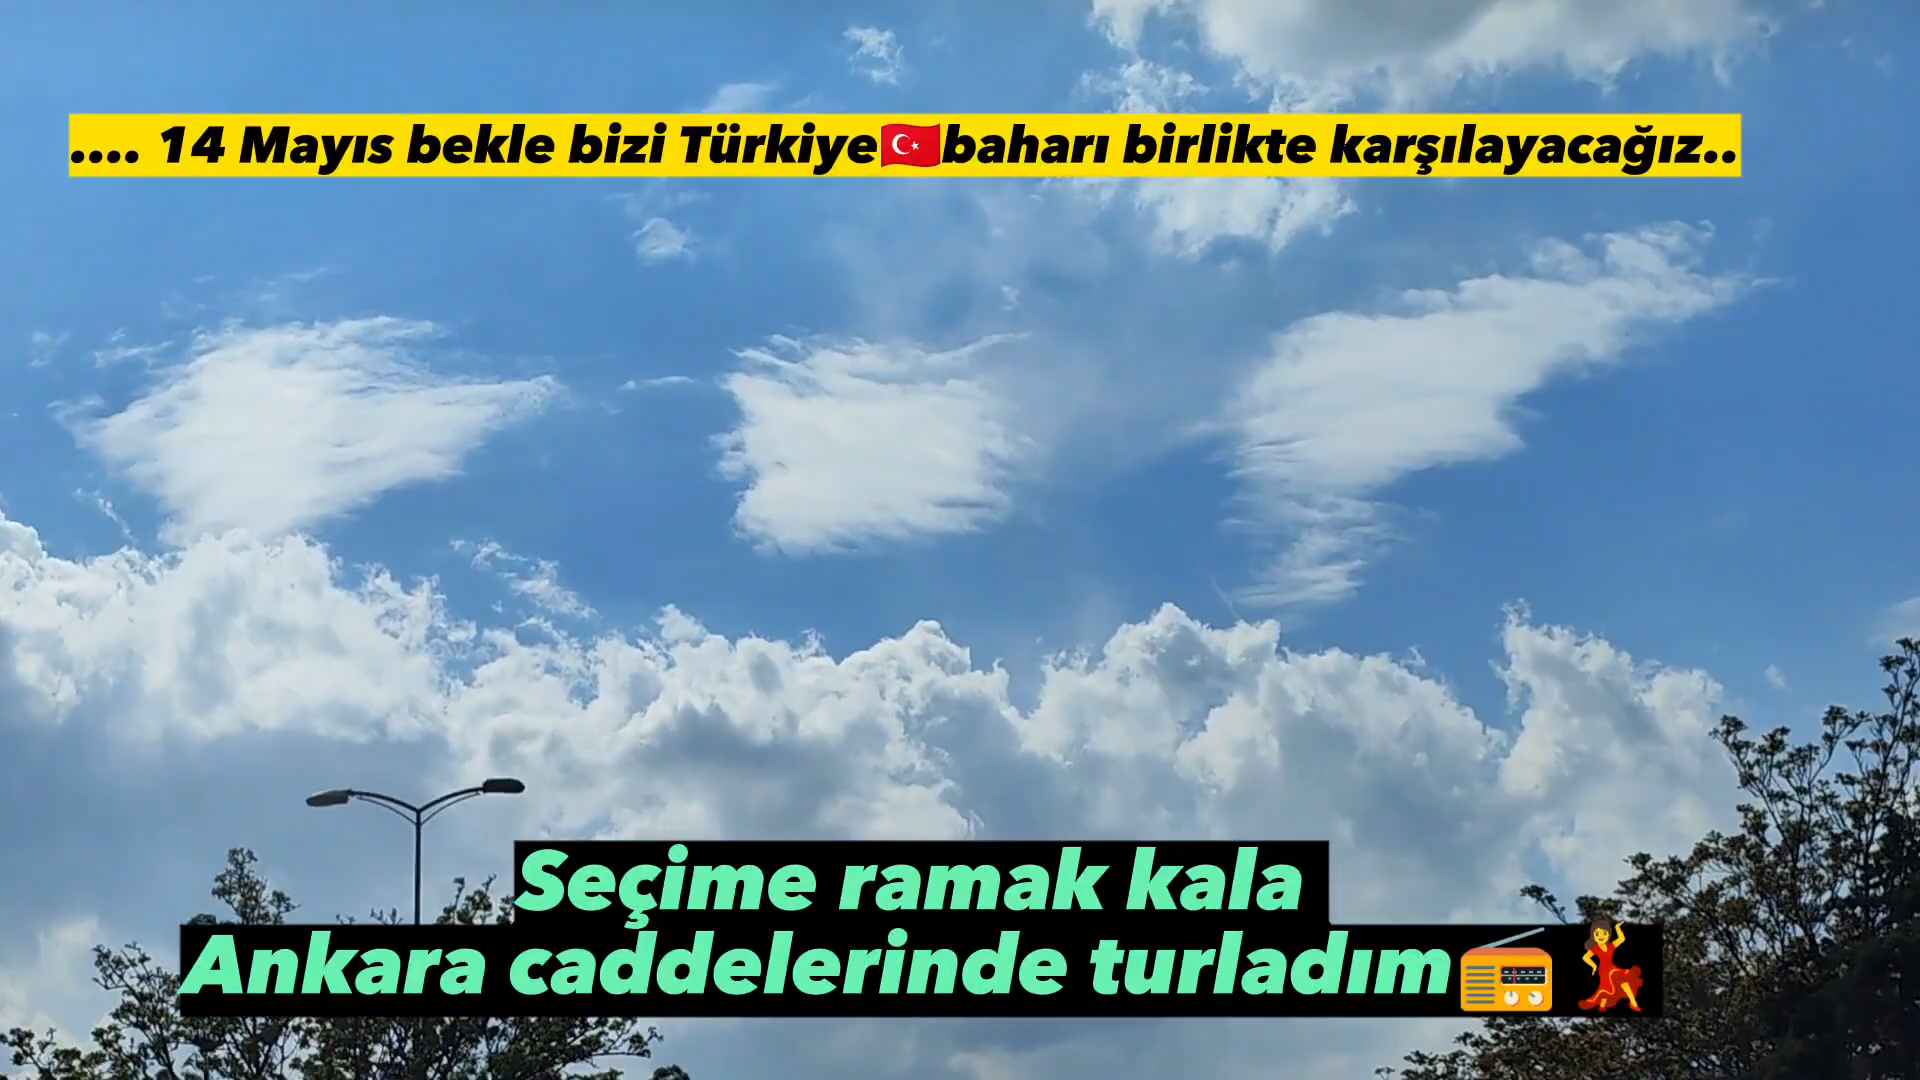 .... 14 Mayıs bekle bizi Türkiye🇹🇷baharı birlikte karşılayacağız..
Seçime ramak kala
Ankara caddelerinde turladım📻💃